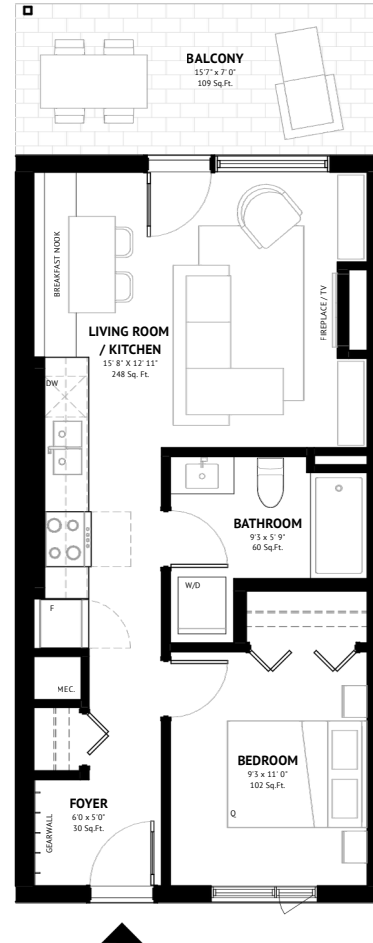 BALCONY
15'7" x 7' 0"
109 Sq.Ft.
BREAKFAST NOOK
LIVING ROOM
/ KITCHEN
15' 8" X 12' 11"
248 Sq. Ft.
FIREPLACE / TV
DW
BATHROOM
9'3 x 5' 9"
60 Sq.Ft.
W/D
F
MEC.
BEDROOM
9'3 x 11' 0"
102 Sq.Ft.
Q
FOYER
6'0 x 5'0"
30 Sq.Ft.
GEARWALL